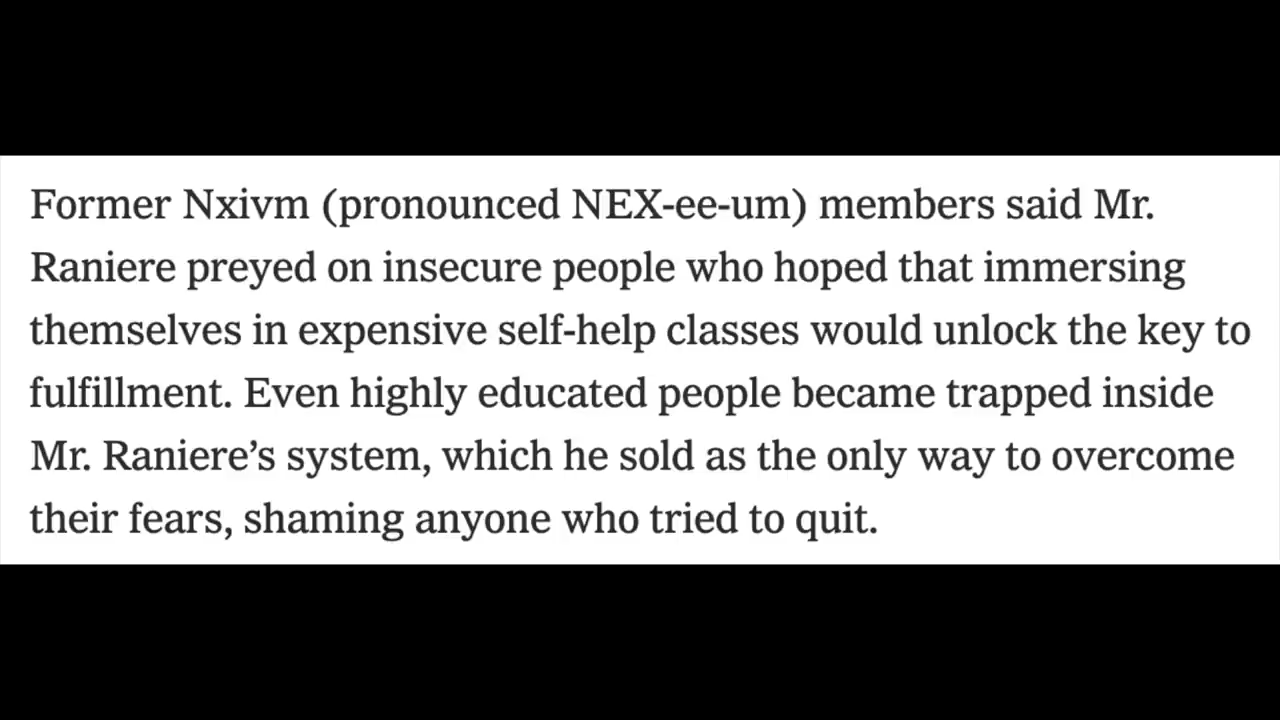 Former Nxivm (pronounced NEX-ee-um) members said Mr.
Raniere preyed on insecure people who hoped that immersing
themselves in expensive self-help classes would unlock the key to
fulfillment. Even highly educated people became trapped inside
Mr. Raniere’s system, which he sold as the only way to overcome
their fears, shaming anyone who tried to quit.